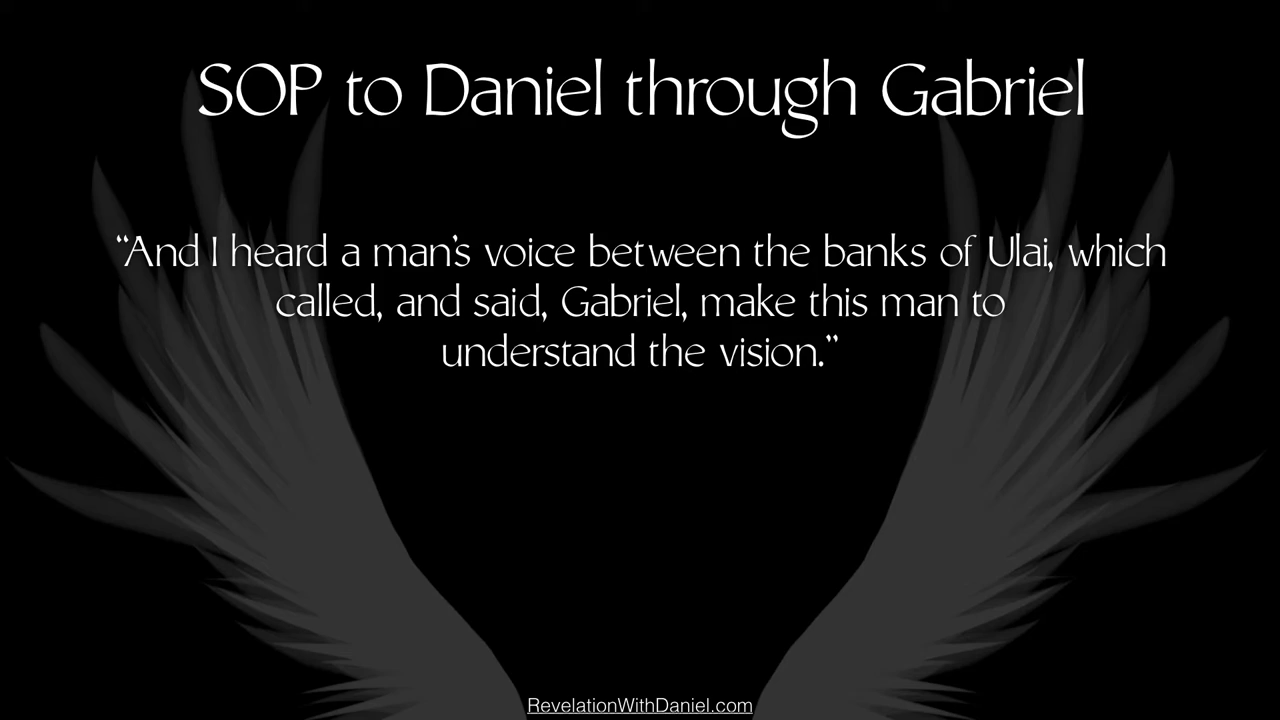 SOP to Daniel through Gabriel
“And I heard a man’s voice between the banks of Ulai, which
called, and said, Gabriel, make this man to
understand the vision.”
RevelationWithDaniel.com